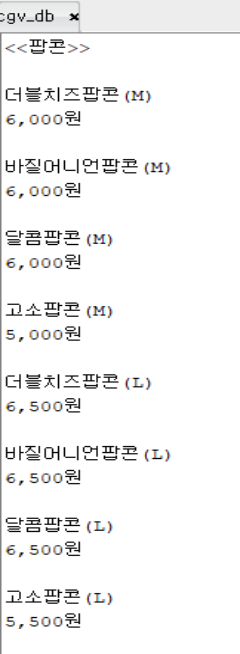 cgv_db ×
<<팝콘>>
더블치즈팝콘(M)
6,000원
바질어니언팝콘(M)
6,000원
달콤팝콘(M)
6,000원
고소팝콘(M)
5,000원
더블치즈팝콘(L)
6,500원
바질어니언팝콘(L)
6,500원
달콤팝콘(L)
6,500원
고소팝콘(L)
5,500원